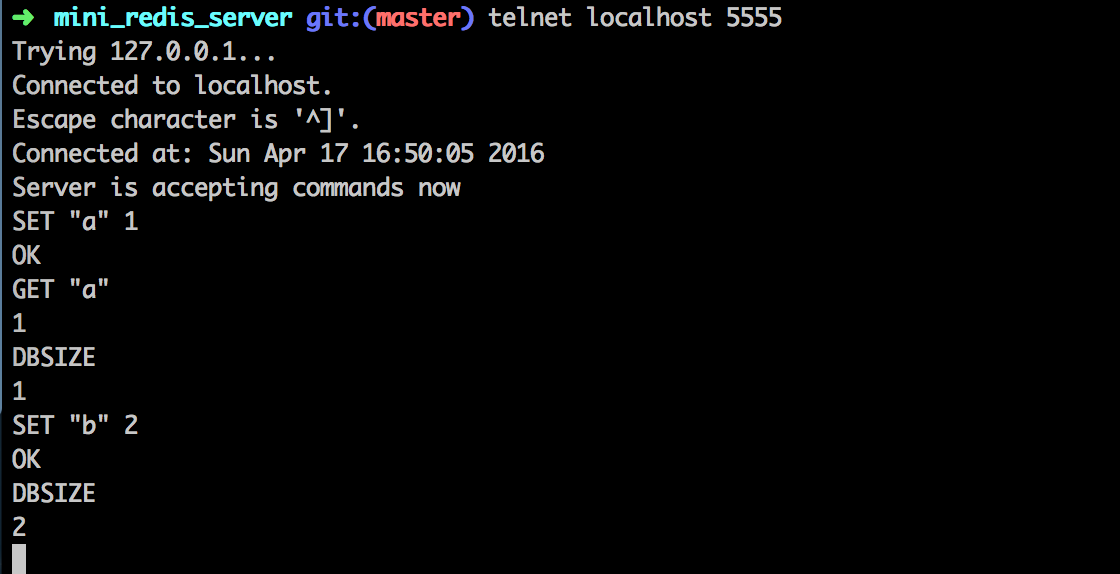 ➜ mini_redis_server git:(master) telnet localhost 5555
Trying 127.0.0.1...
Connected to localhost.
Escape character is '^]'.
Connected at: Sun Apr 17 16:50:05 2016
Server is accepting commands now
SET "a" 1
OK
GET "a"
1
DBSIZE
1
SET "b" 2
OK
DBSIZE
2